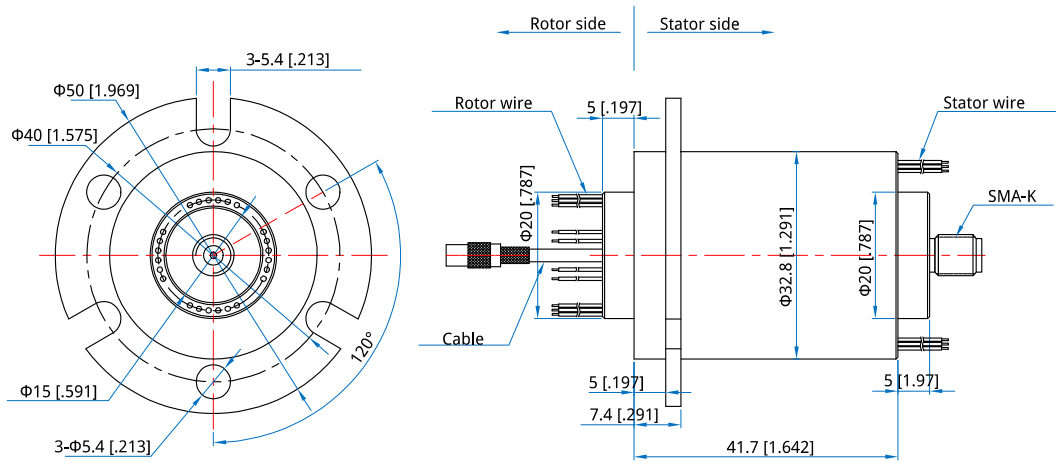 Rotor side
Stator side
3-5.4 [.213]
Φ50 [1.969]
Φ40 [1.575]
Rotor wire
5 [.197]
Stator wire
SMA-K
Φ20 [.787]
Φ32.8 [1.291]
Φ20 [.787]
Cable
120°
Φ15 [.591]
3-Φ5.4 [.213]
5 [.197]
5 [1.97]
7.4 [.291]
41.7 [1.642]